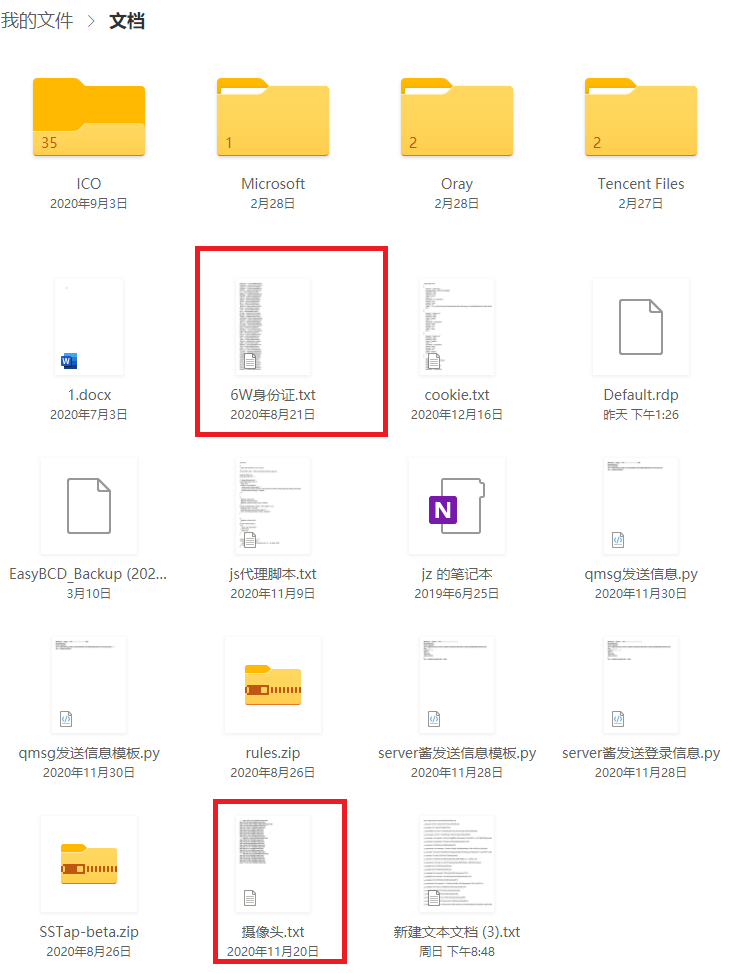 我的文件 > 文档
35
1
2
2
ICO
Microsoft
Oray
Tencent Files
2020年9月3日
2月28日
2月28日
2月27日
1.docx
6W身份证.txt
cookie.txt
Default.rdp
2020年7月3日
2020年8月21日
2020年12月16日
昨天 下午1:26
EasyBCD_Backup (202...
js代理脚本.txt
jz 的笔记本
qmsg发送信息.py
3月10日
2020年11月9日
2019年6月25日
2020年11月30日
qmsg发送信息模板.py
rules.zip
server酱发送信息模板.py
server酱发送登录信息.py
2020年11月30日
2020年8月26日
2020年11月28日
2020年11月28日
SSTap-beta.zip
摄像头.txt
新建文本文档 (3).txt
2020年8月26日
2020年11月20日
周日 下午8:48